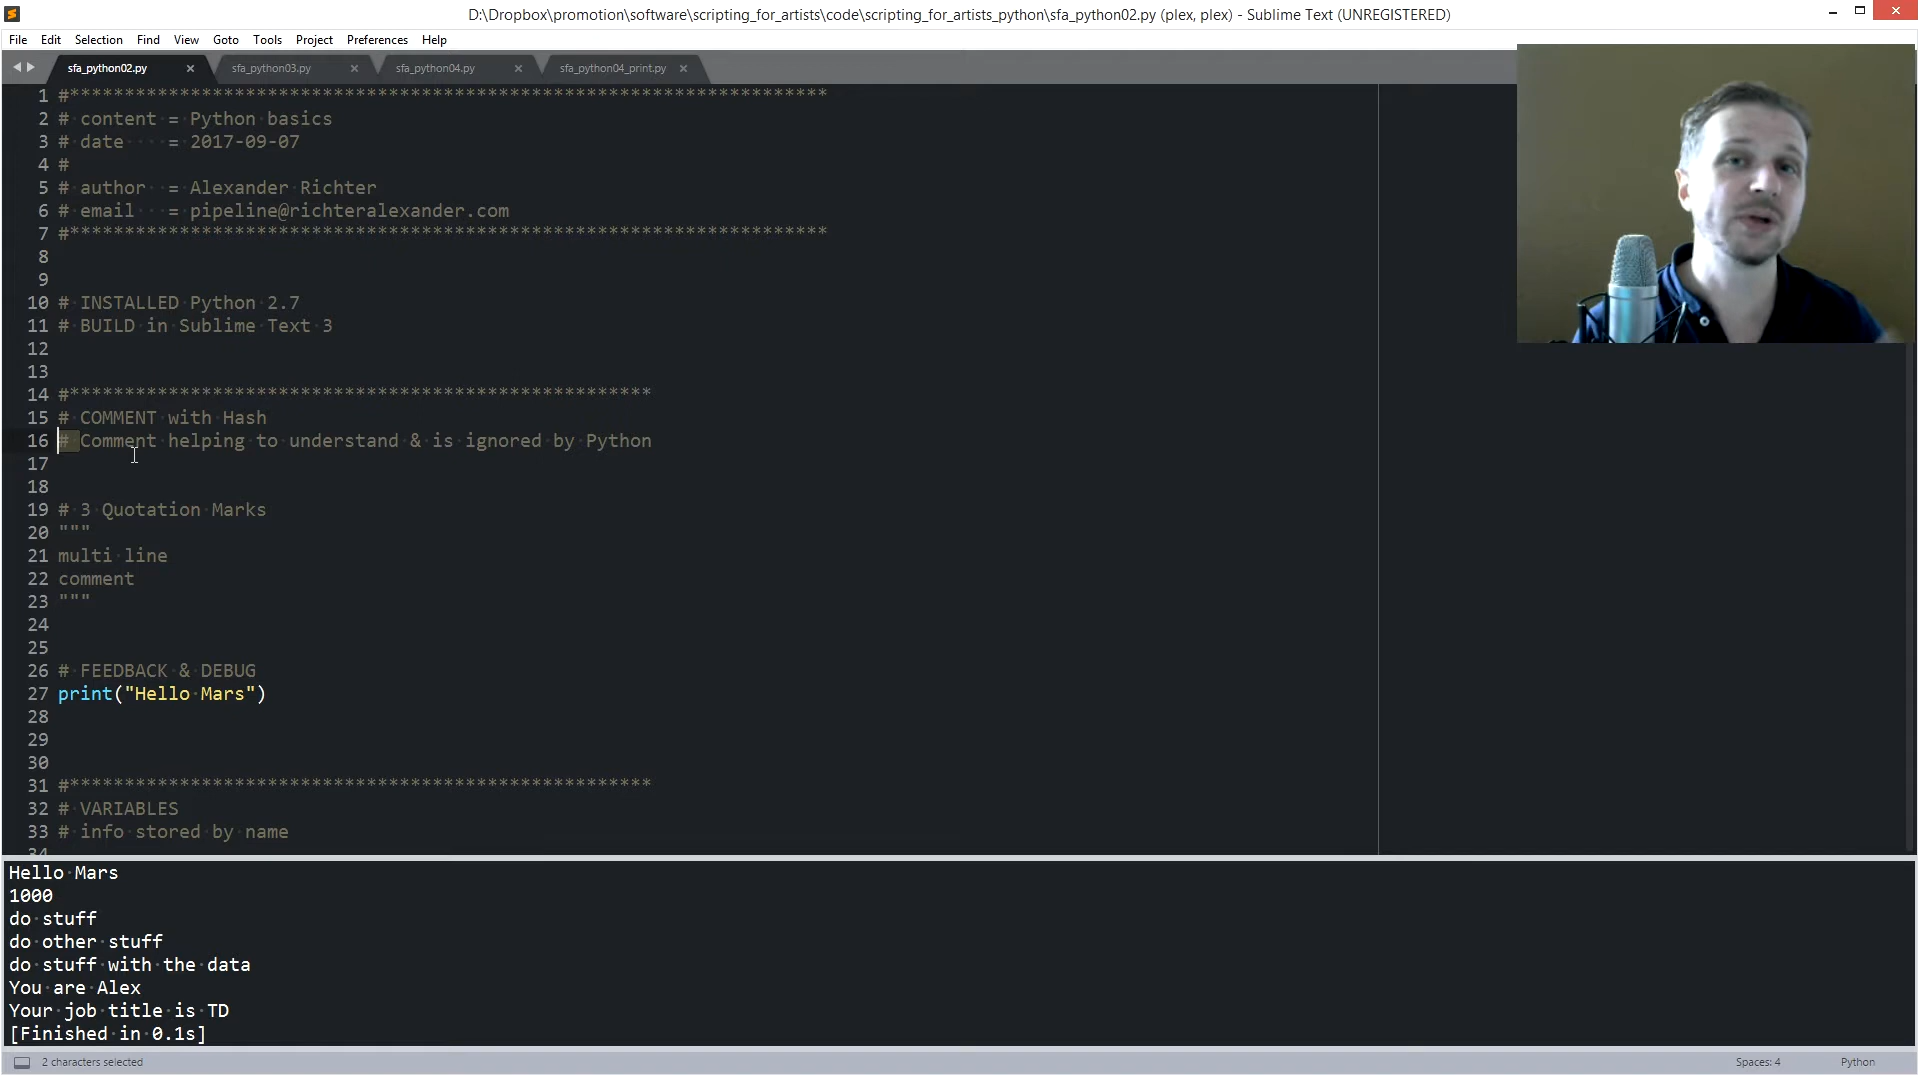 D:\Dropbox\promotion\software\scripting_for_artists\code\scripting_for_artists_python\sfa_python02.py (plex, plex) - Sublime Text (UNREGISTERED)
File Edit Selection Find View Goto Tools Project Preferences Help
sfa_python02.py sfa_python03.py sfa_python04.py sfa_python04_print.py
1 #*********************************************************************
2 # content = Python basics
3 # date    = 2017-09-07
4 #
5 # author  = Alexander Richter
6 # email   = pipeline@richteralexander.com
7 #*********************************************************************
8
9
10 # INSTALLED Python 2.7
11 # BUILD in Sublime Text 3
12
13
14 #*****************************************************
15 # COMMENT with Hash
16 # Comment helping to understand & is ignored by Python
17
18
19 # 3 Quotation Marks
20 """
21 multi line
22 comment
23 """
24
25
26 # FEEDBACK & DEBUG
27 print("Hello Mars")
28
29
30
31 #*****************************************************
32 # VARIABLES
33 # info stored by name
34
Hello Mars
1000
do stuff
do other stuff
do stuff with the data
You are Alex
Your job title is TD
[Finished in 0.1s]
2 characters selected Spaces: 4 Python